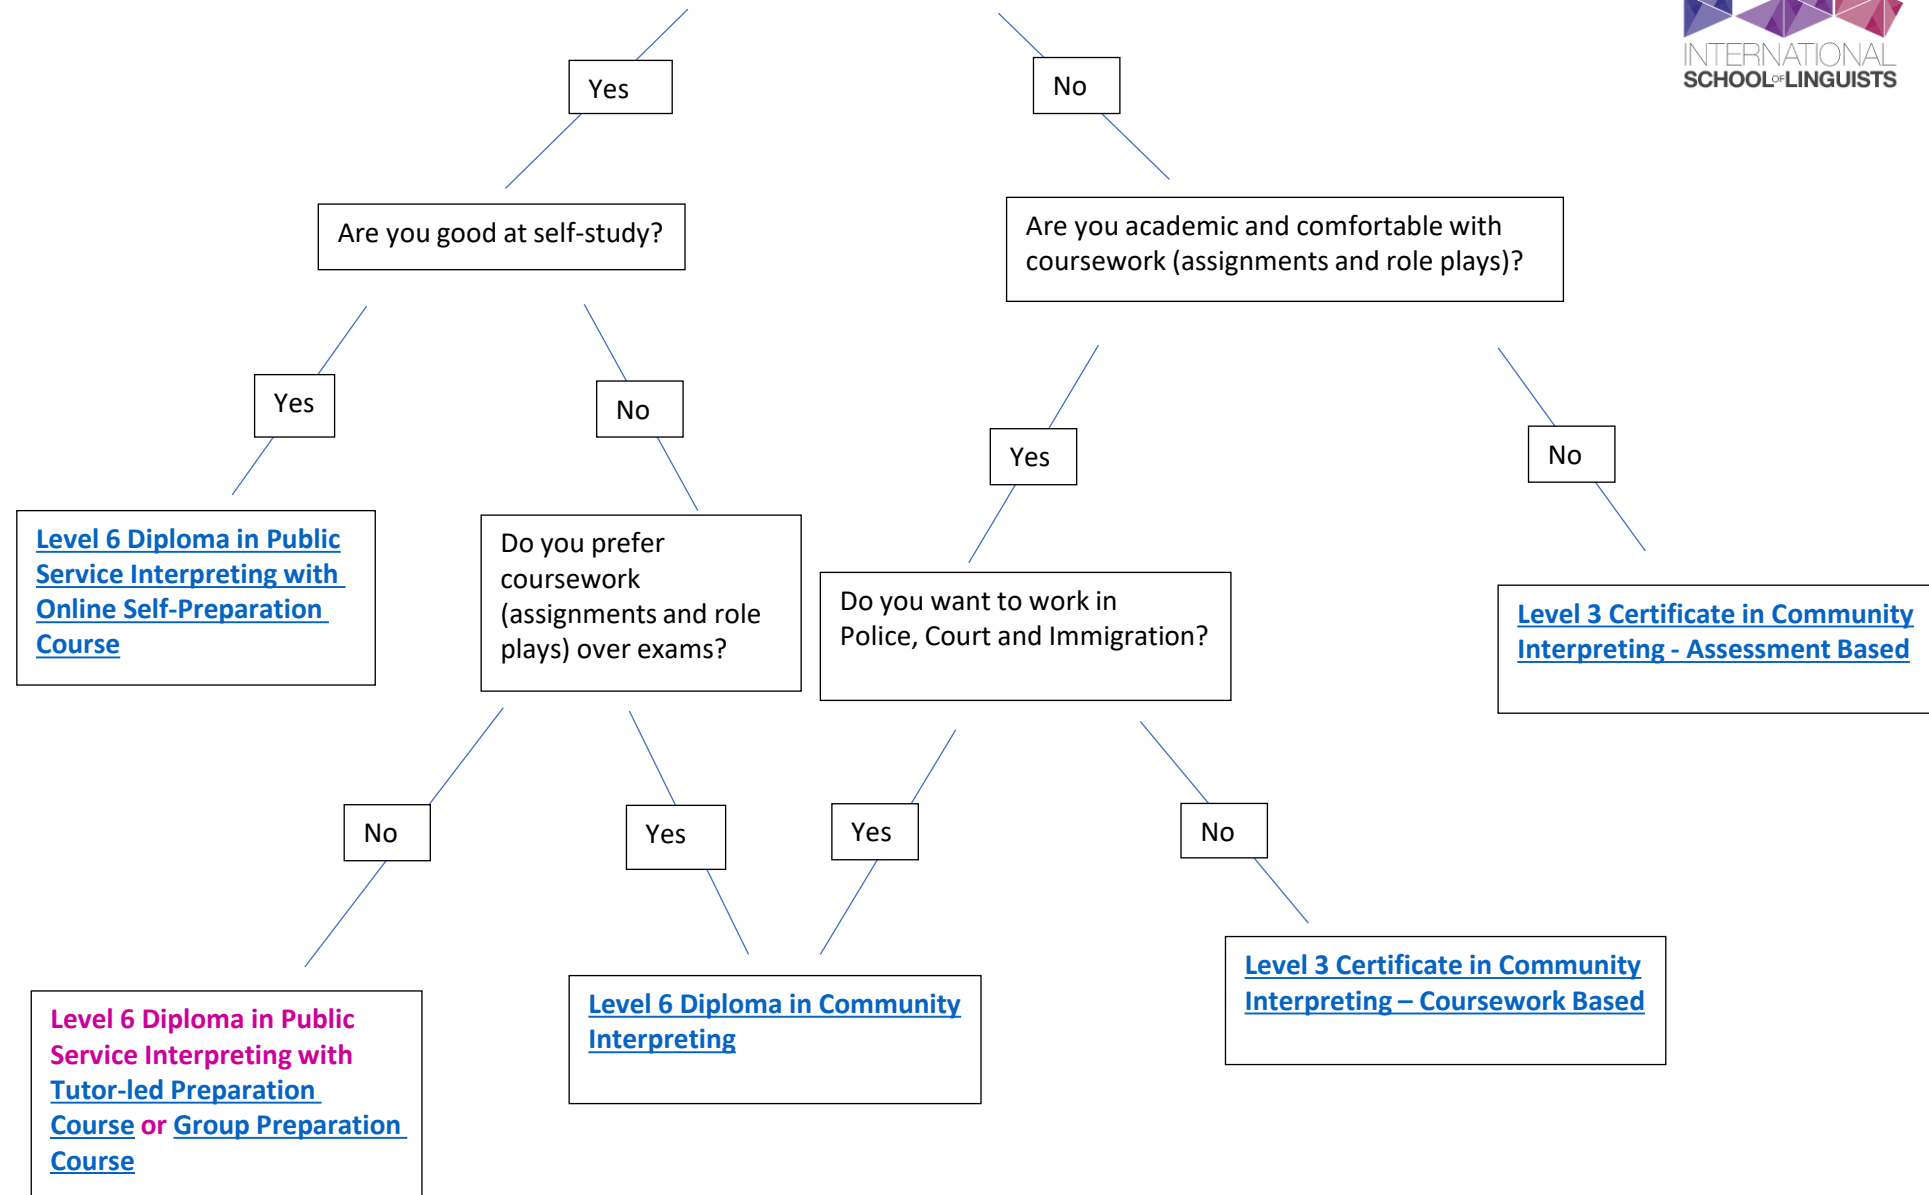 INTERNATIONAL
SCHOOL OF LINGUISTS
Yes
No
Are you good at self-study?
Are you academic and comfortable with
coursework (assignments and role plays)?
Yes
No
Yes
No
Level 6 Diploma in Public
Service Interpreting with
Online Self-Preparation
Course
Do you prefer
coursework
(assignments and role
plays) over exams?
Do you want to work in
Police, Court and Immigration?
Level 3 Certificate in Community
Interpreting - Assessment Based
No
Yes
Yes
No
Level 6 Diploma in Public
Service Interpreting with
Tutor-led Preparation
Course or Group Preparation
Course
Level 6 Diploma in Community
Interpreting
Level 3 Certificate in Community
Interpreting – Coursework Based